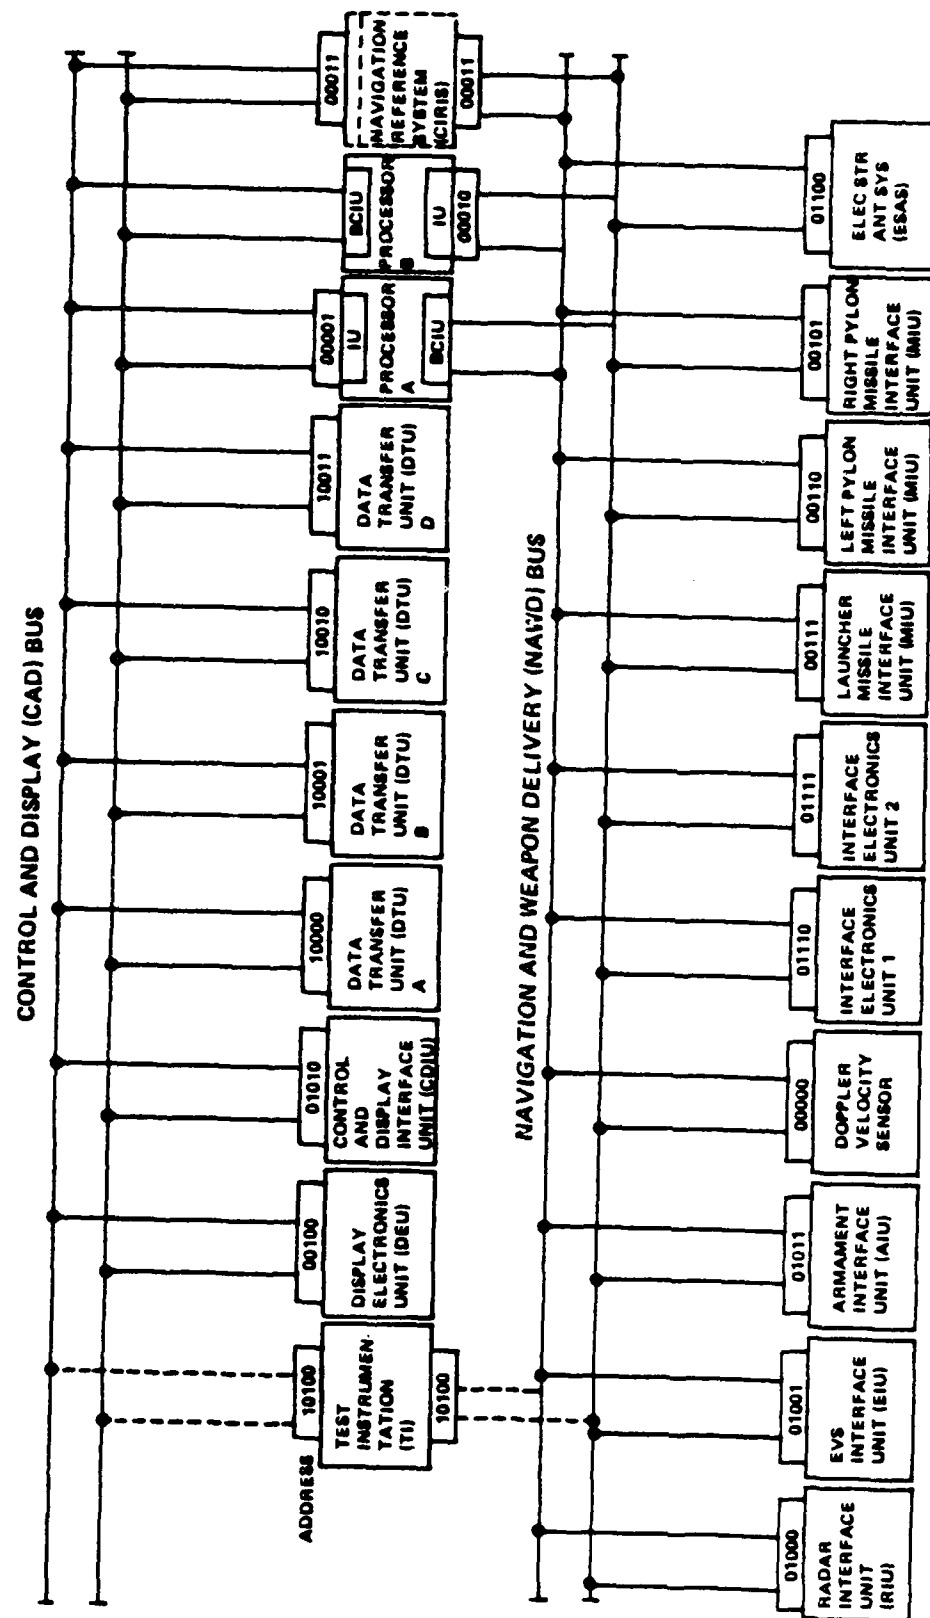 CONTROL AND DISPLAY (CAD) BUS
ADDRESS
10100
TEST
INSTRUMEN-
TATION
(TI)
10100
00100
DISPLAY
ELECTRONICS
UNIT (DEU)
01010
CONTROL
AND
DISPLAY
INTERFACE
UNIT (CDIU)
10000
DATA
TRANSFER
UNIT (DTU)
A
10001
DATA
TRANSFER
UNIT (DTU)
B
10010
DATA
TRANSFER
UNIT (DTU)
C
10011
DATA
TRANSFER
UNIT (DTU)
D
00001
IU
PROCESSOR
A
BCIU
BCIU
PROCESSOR
B
IU
00010
00011
NAVIGATION
REFERENCE
SYSTEM
(CIRIS)
00011
NAVIGATION AND WEAPON DELIVERY (NAWD) BUS
01000
RADAR
INTERFACE
UNIT
(RIU)
01001
EVS
INTERFACE
UNIT (EIU)
01011
ARMAMENT
INTERFACE
UNIT (AIU)
00000
DOPPLER
VELOCITY
SENSOR
01110
INTERFACE
ELECTRONICS
UNIT 1
01111
INTERFACE
ELECTRONICS
UNIT 2
00111
LAUNCHER
MISSILE
INTERFACE
UNIT (MIU)
00110
LEFT PYLON
MISSILE
INTERFACE
UNIT (MIU)
00101
RIGHT PYLON
MISSILE
INTERFACE
UNIT (MIU)
01100
ELEC STR
ANT SYS
(ESAS)